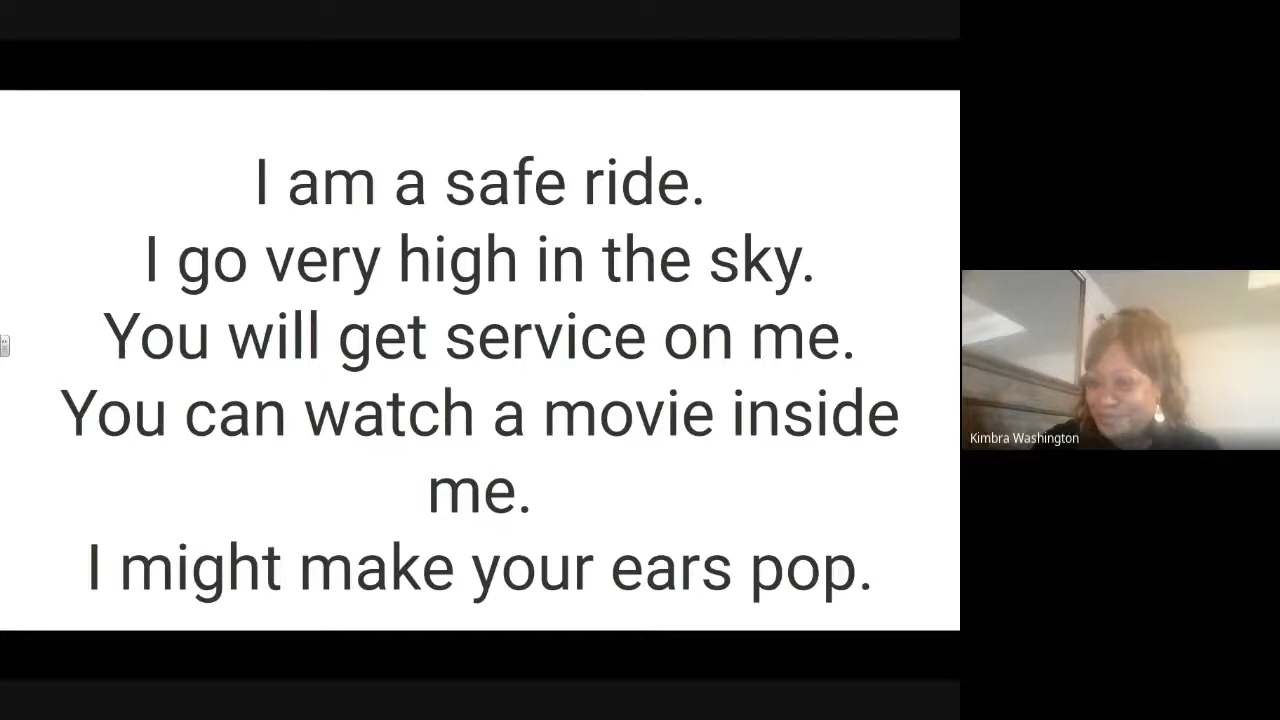 I am a safe ride.
I go very high in the sky.
You will get service on me.
You can watch a movie inside
me.
I might make your ears pop.
Kimbra Washington